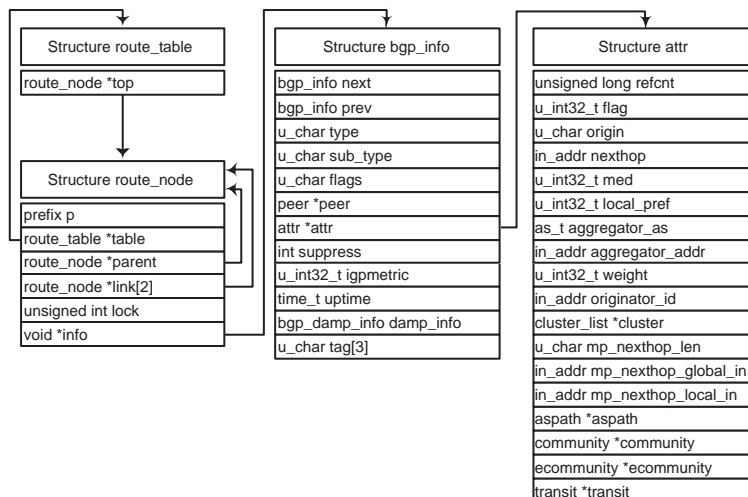 Structure route_table
route_node *top
Structure route_node
prefix p
route_table *table
route_node *parent
route_node *link[2]
unsigned int lock
void *info
Structure bgp_info
bgp_info next
bgp_info prev
u_char type
u_char sub_type
u_char flags
peer *peer
attr *attr
int suppress
u_int32_t igpmetric
time_t uptime
bgp_damp_info damp_info
u_char tag[3]
Structure attr
unsigned long refcnt
u_int32_t flag
u_char origin
in_addr nexthop
u_int32_t med
u_int32_t local_pref
as_t aggregator_as
in_addr aggregator_addr
u_int32_t weight
in_addr originator_id
cluster_list *cluster
u_char mp_nexthop_len
in_addr mp_nexthop_global_in
in_addr mp_nexthop_local_in
aspath *aspath
community *community
ecommunity *ecommunity
transit *transit